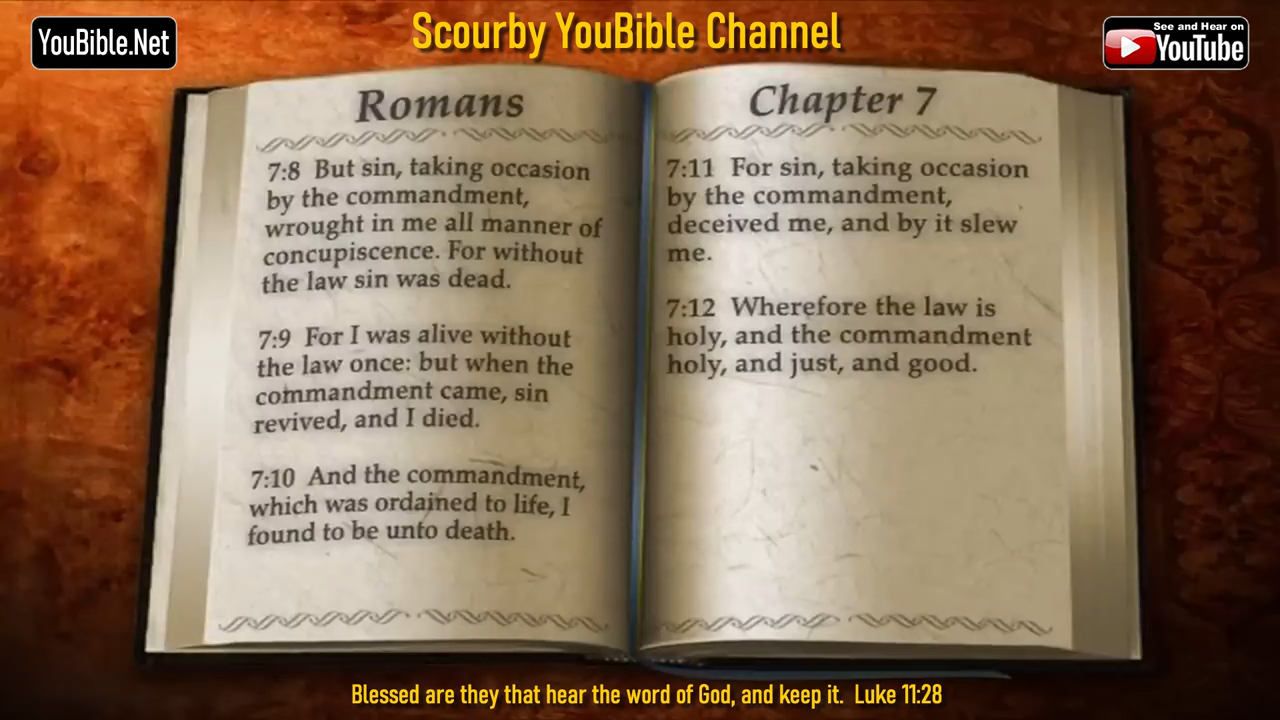 YouBible.Net
Scourby YouBible Channel
See and Hear on
YouTube
Romans
7:8 But sin, taking occasion
by the commandment,
wrought in me all manner of
concupiscence. For without
the law sin was dead.
7:9 For I was alive without
the law once: but when the
commandment came, sin
revived, and I died.
7:10 And the commandment,
which was ordained to life, I
found to be unto death.
Chapter 7
7:11 For sin, taking occasion
by the commandment,
deceived me, and by it slew
me.
7:12 Wherefore the law is
holy, and the commandment
holy, and just, and good.
Blessed are they that hear the word of God, and keep it. Luke 11:28